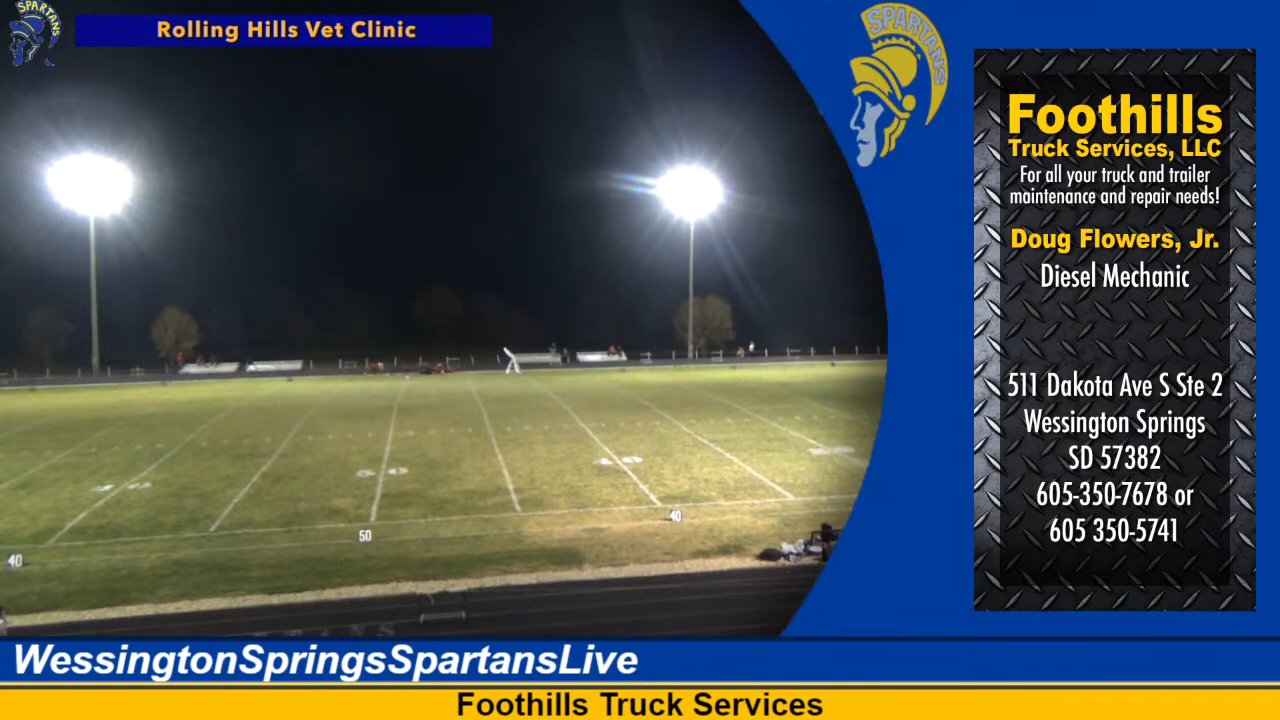 SPARTANS
Rolling Hills Vet Clinic
SPARTANS
Foothills
Truck Services, LLC
For all your truck and trailer
maintenance and repair needs!
Doug Flowers, Jr.
Diesel Mechanic
511 Dakota Ave S Ste 2
Wessington Springs
SD 57382
605-350-7678 or
605 350-5741
5 0
40
50
40
WessingtonSpringsSpartansLive
Foothills Truck Services